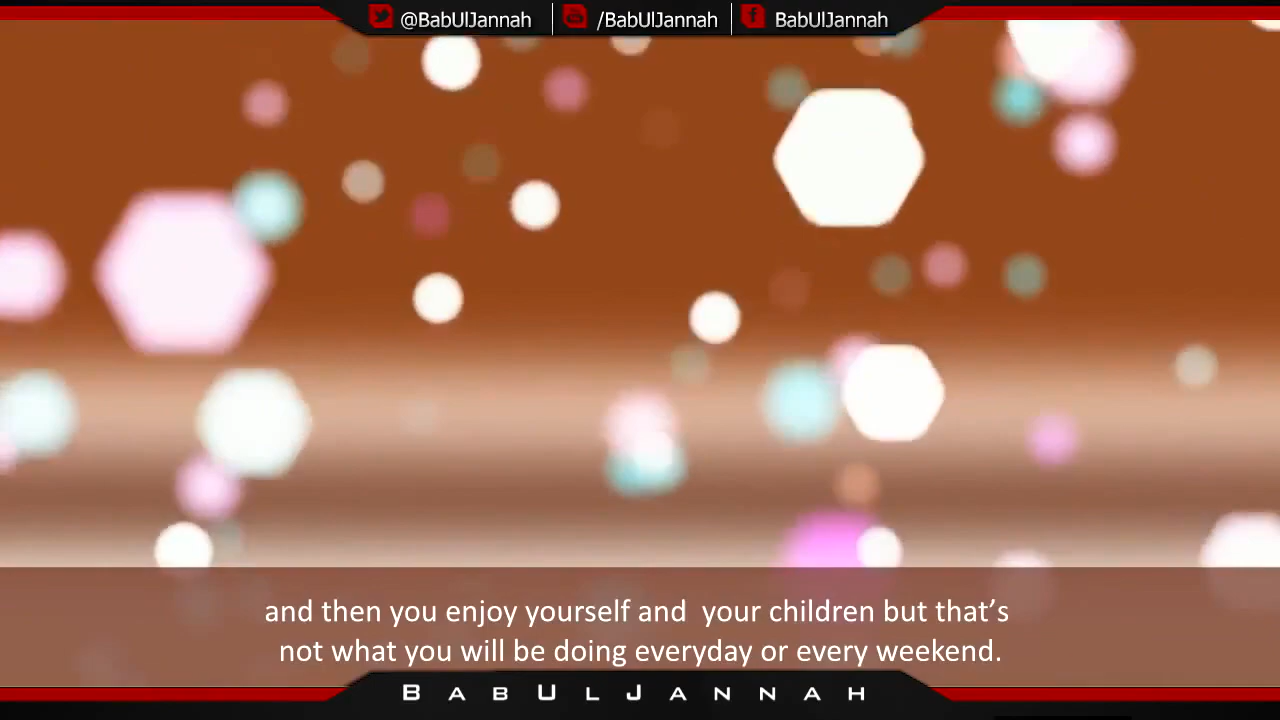 @BabUlJannah /BabUlJannah BabUlJannah
and then you enjoy yourself and  your children but that’s
not what you will be doing everyday or every weekend.
BABULJANNAH